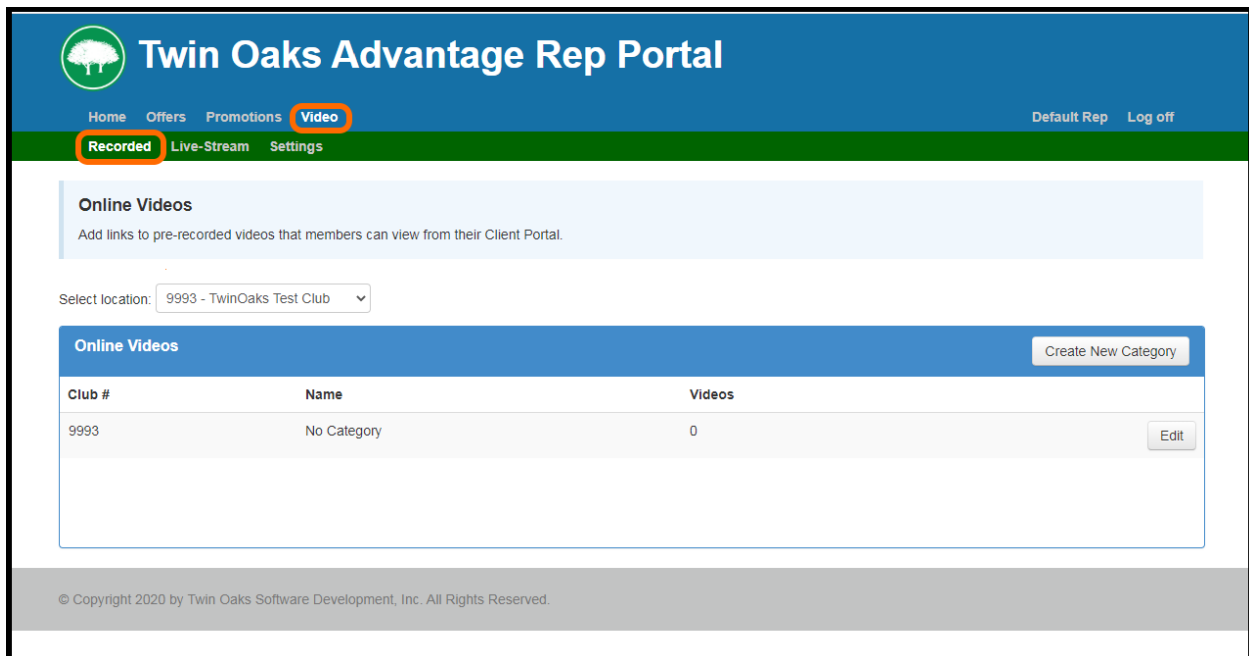 Twin Oaks Advantage Rep Portal
Home Offers Promotions Video Default Rep Log off
Recorded Live-Stream Settings
Online Videos
Add links to pre-recorded videos that members can view from their Client Portal.
Select location: 9993 - TwinOaks Test Club
Online Videos Create New Category
Club # Name Videos
9993 No Category 0 Edit
© Copyright 2020 by Twin Oaks Software Development, Inc. All Rights Reserved.